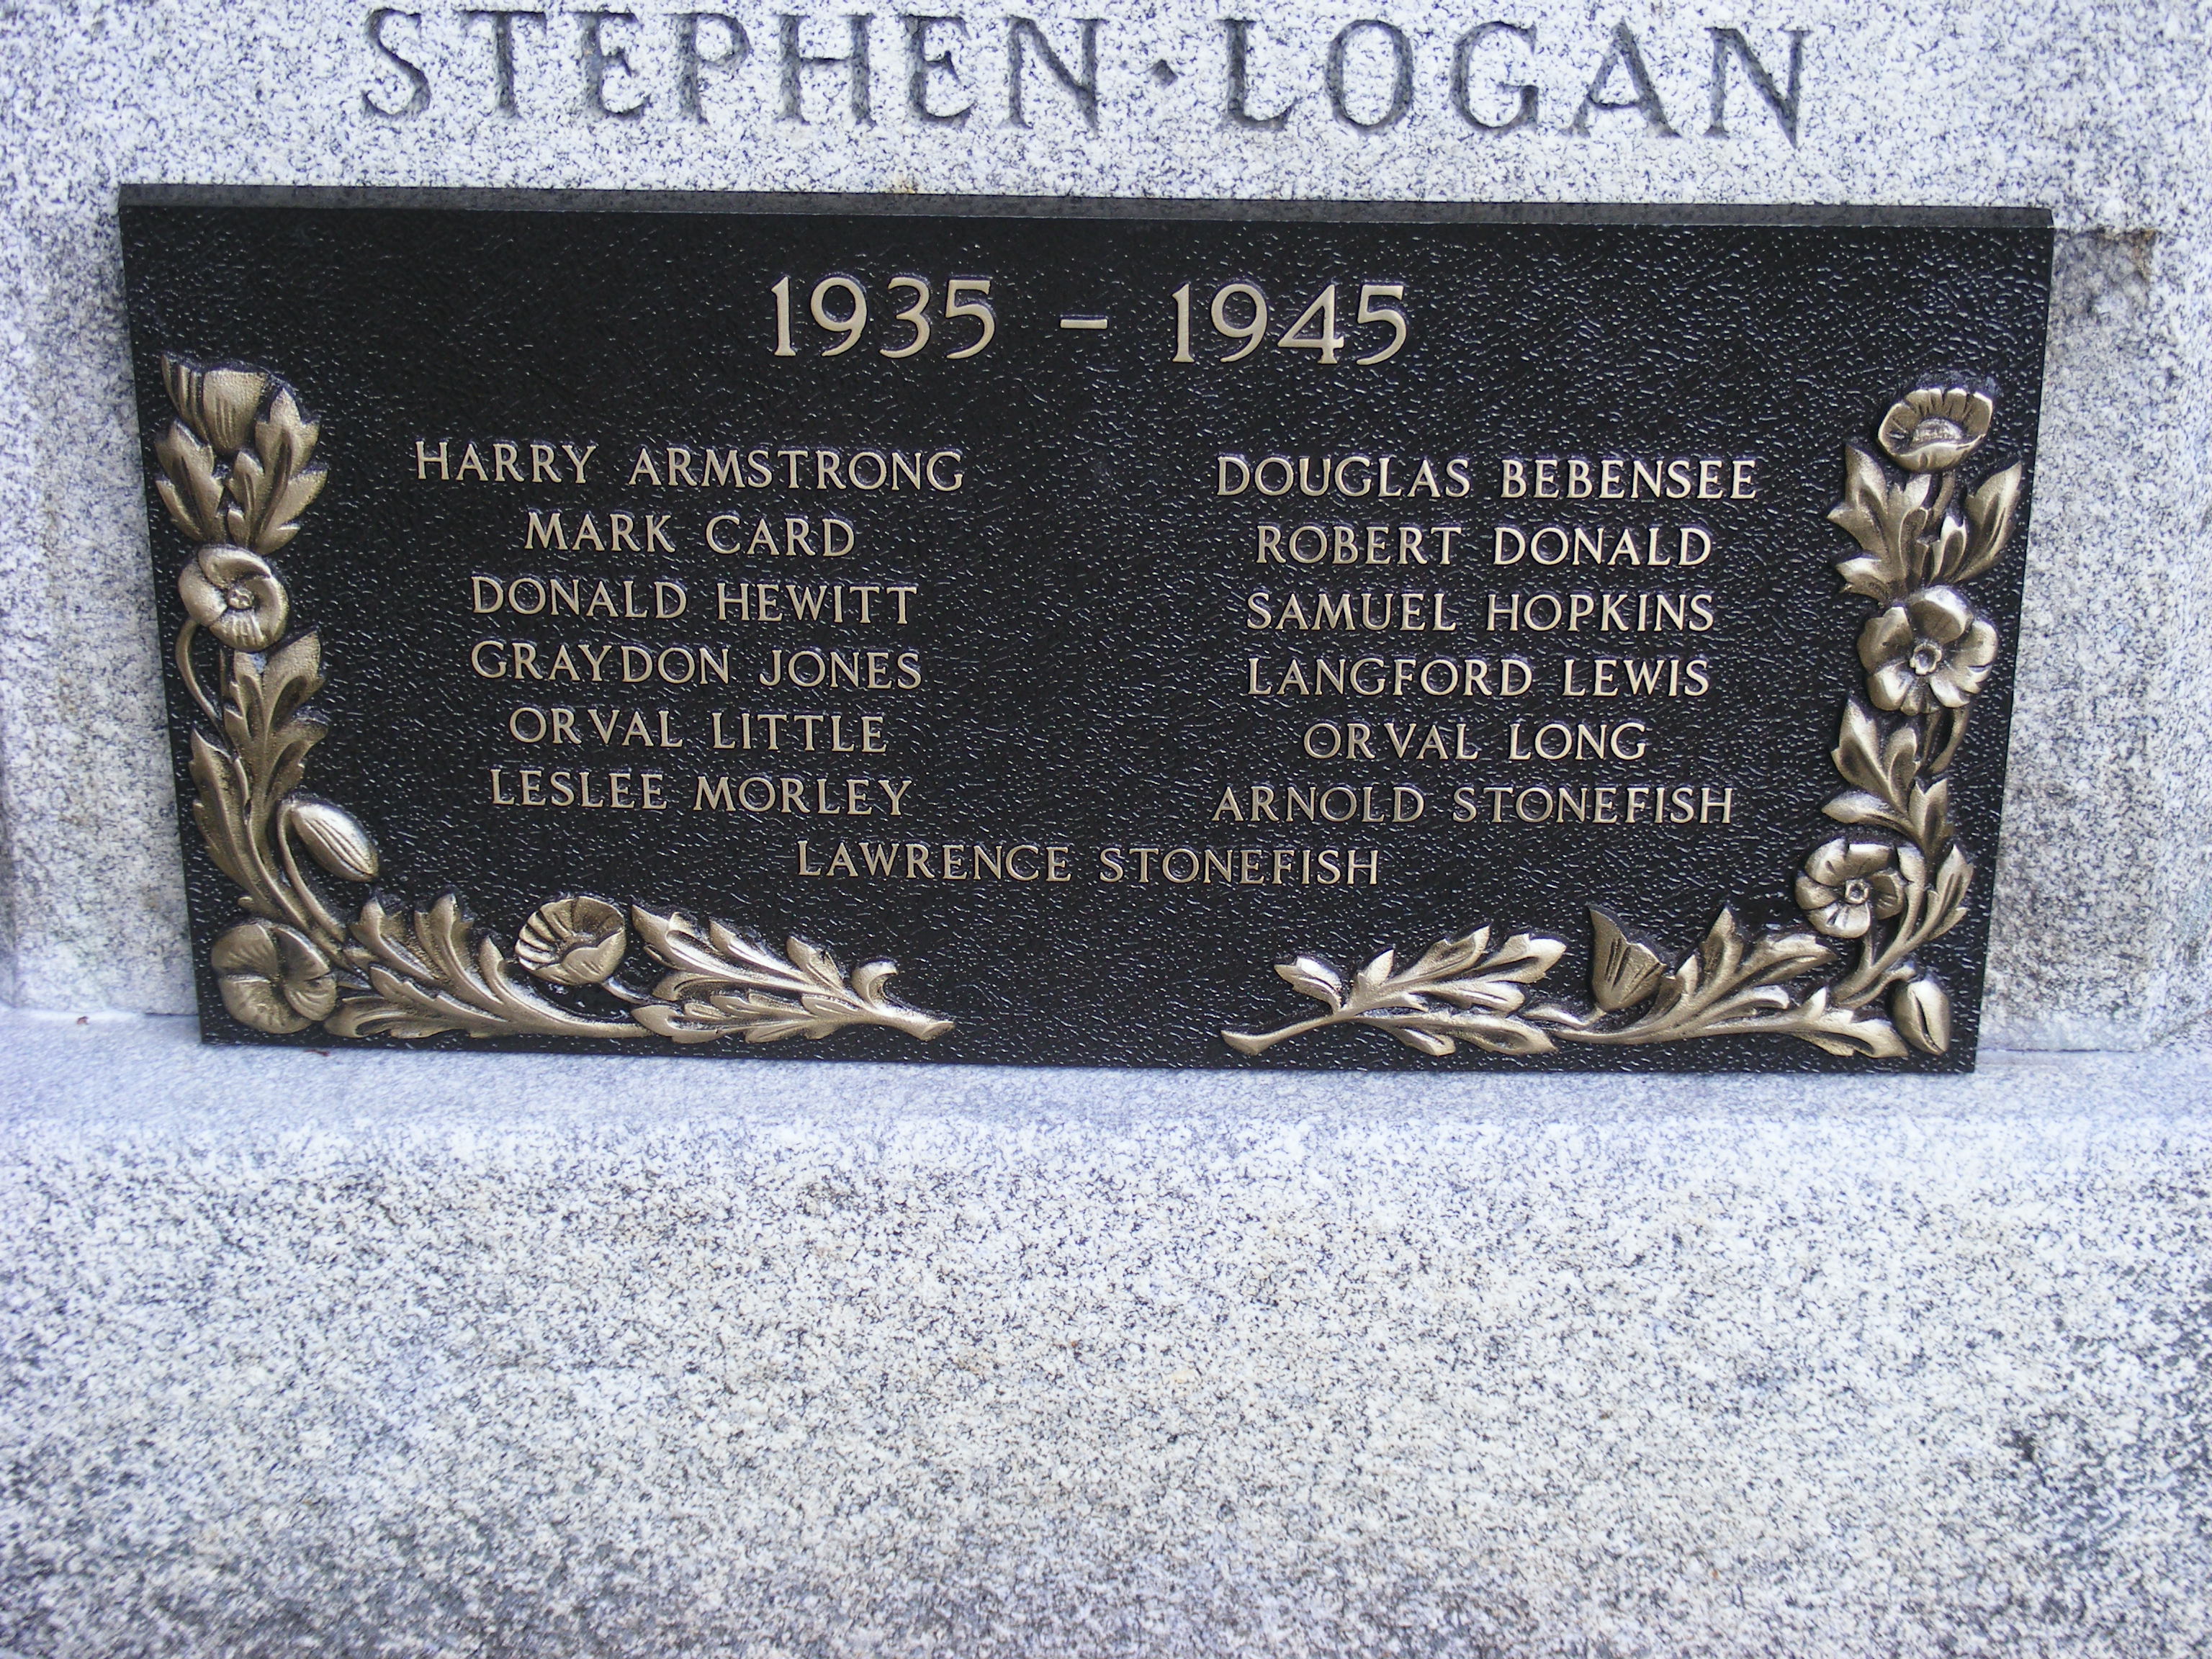 STEPHEN · LOGAN
1935 – 1945
HARRY ARMSTRONG
MARK CARD
DONALD HEWITT
GRAYDON JONES
ORVAL LITTLE
LESLEE MORLEY
DOUGLAS BEBENSEE
ROBERT DONALD
SAMUEL HOPKINS
LANGFORD LEWIS
ORVAL LONG
ARNOLD STONEFISH
LAWRENCE STONEFISH